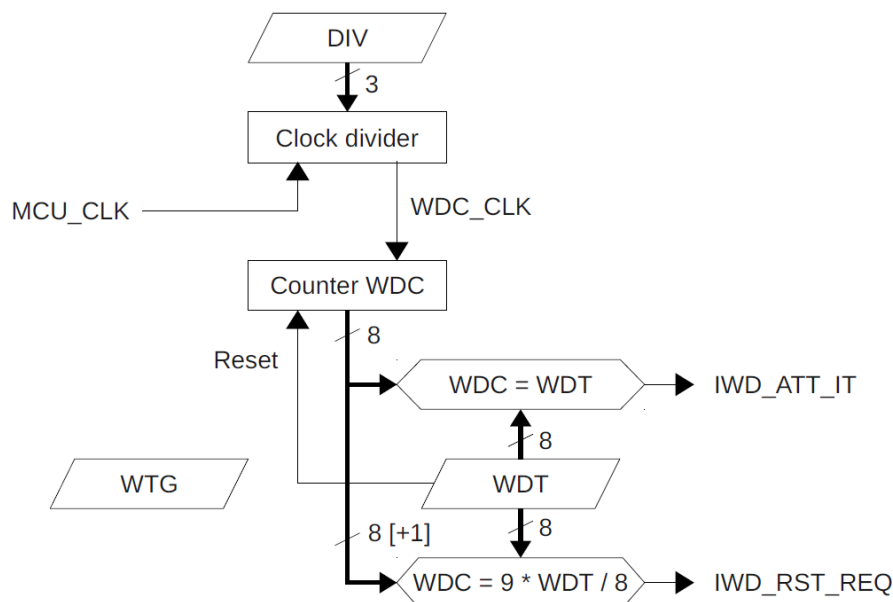 DIV
3
Clock divider
MCU_CLK
WDC_CLK
Counter WDC
8
Reset
WDC = WDT
IWD_ATT_IT
8
WTG
WDT
8
8 [+1]
WDC = 9 * WDT / 8
IWD_RST_REQ